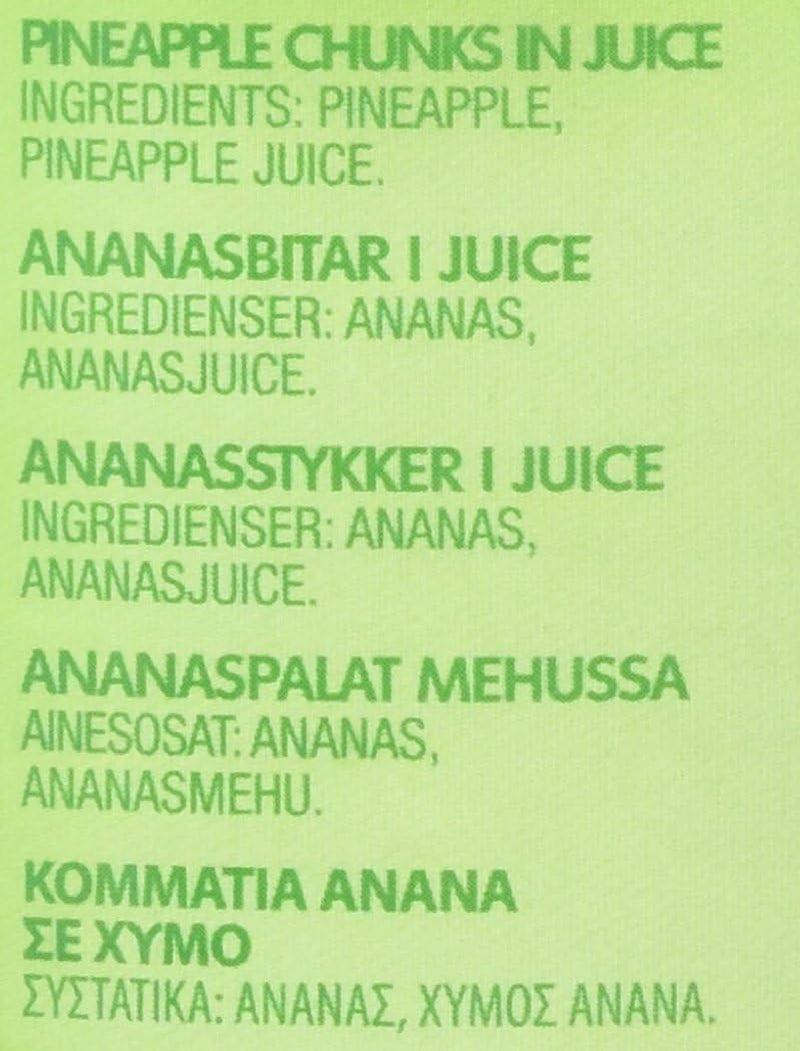 PINEAPPLE CHUNKS IN JUICE
INGREDIENTS: PINEAPPLE,
PINEAPPLE JUICE.
ANANASBITAR I JUICE
INGREDIENSER: ANANAS,
ANANASJUICE.
ANANASSTYKKER I JUICE
INGREDIENSER: ANANAS,
ANANASJUICE.
ANANASPALAT MEHUSSA
AINESOSAT: ANANAS,
ANANASMEHU.
ΚΟΜΜΑΤΙΑ ΑΝΑΝΑ
ΣΕ ΧΥΜΟ
ΣΥΣΤΑΤΙΚΑ: ΑΝΑΝΑΣ, ΧΥΜΟΣ ΑΝΑΝΑ.